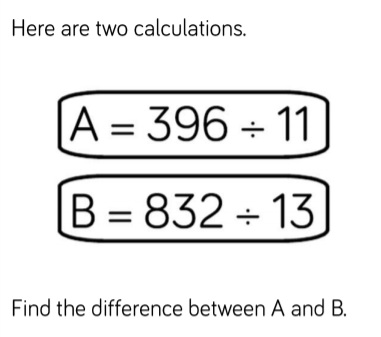 Here are two calculations.
A = 396 ÷ 11
B = 832 ÷ 13
Find the difference between A and B.